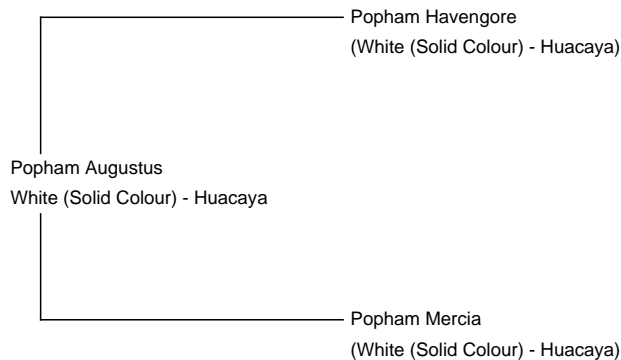 Popham Havengore
(White (Solid Colour) - Huacaya)
Popham Augustus
White (Solid Colour) - Huacaya
Popham Mercia
(White (Solid Colour) - Huacaya)